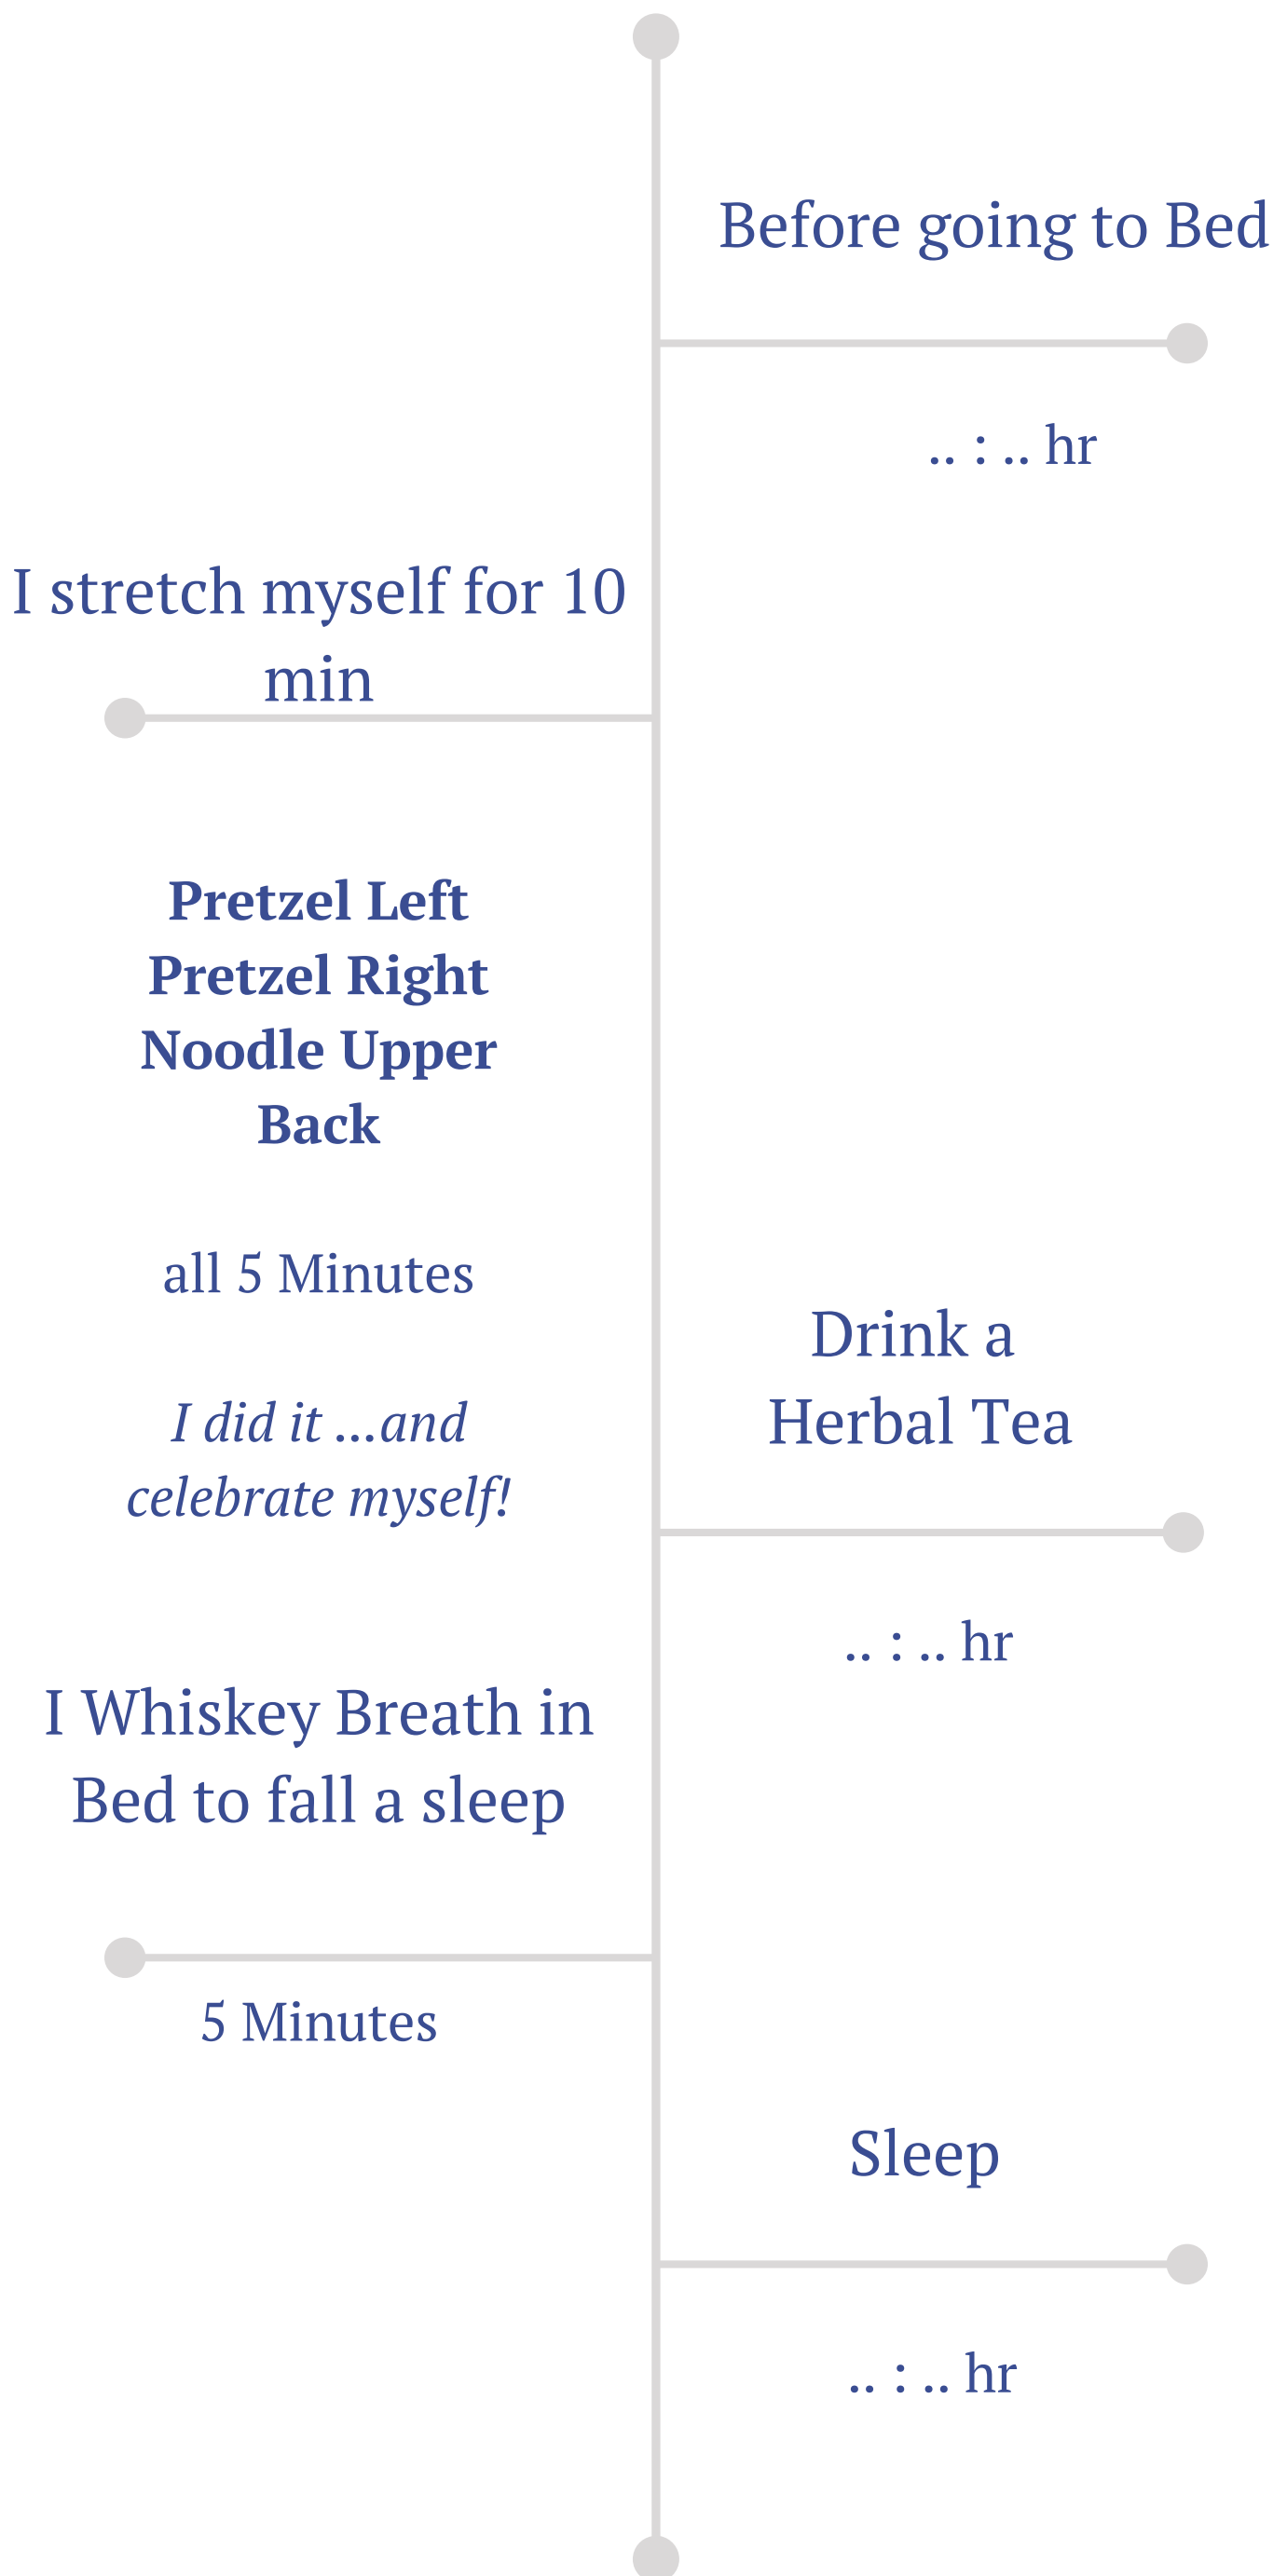 Before going to Bed
.. : .. hr
I stretch myself for 10
min
Pretzel Left
Pretzel Right
Noodle Upper
Back
all 5 Minutes
I did it ...and
celebrate myself!
Drink a
Herbal Tea
.. : .. hr
I Whiskey Breath in
Bed to fall a sleep
5 Minutes
Sleep
.. : .. hr